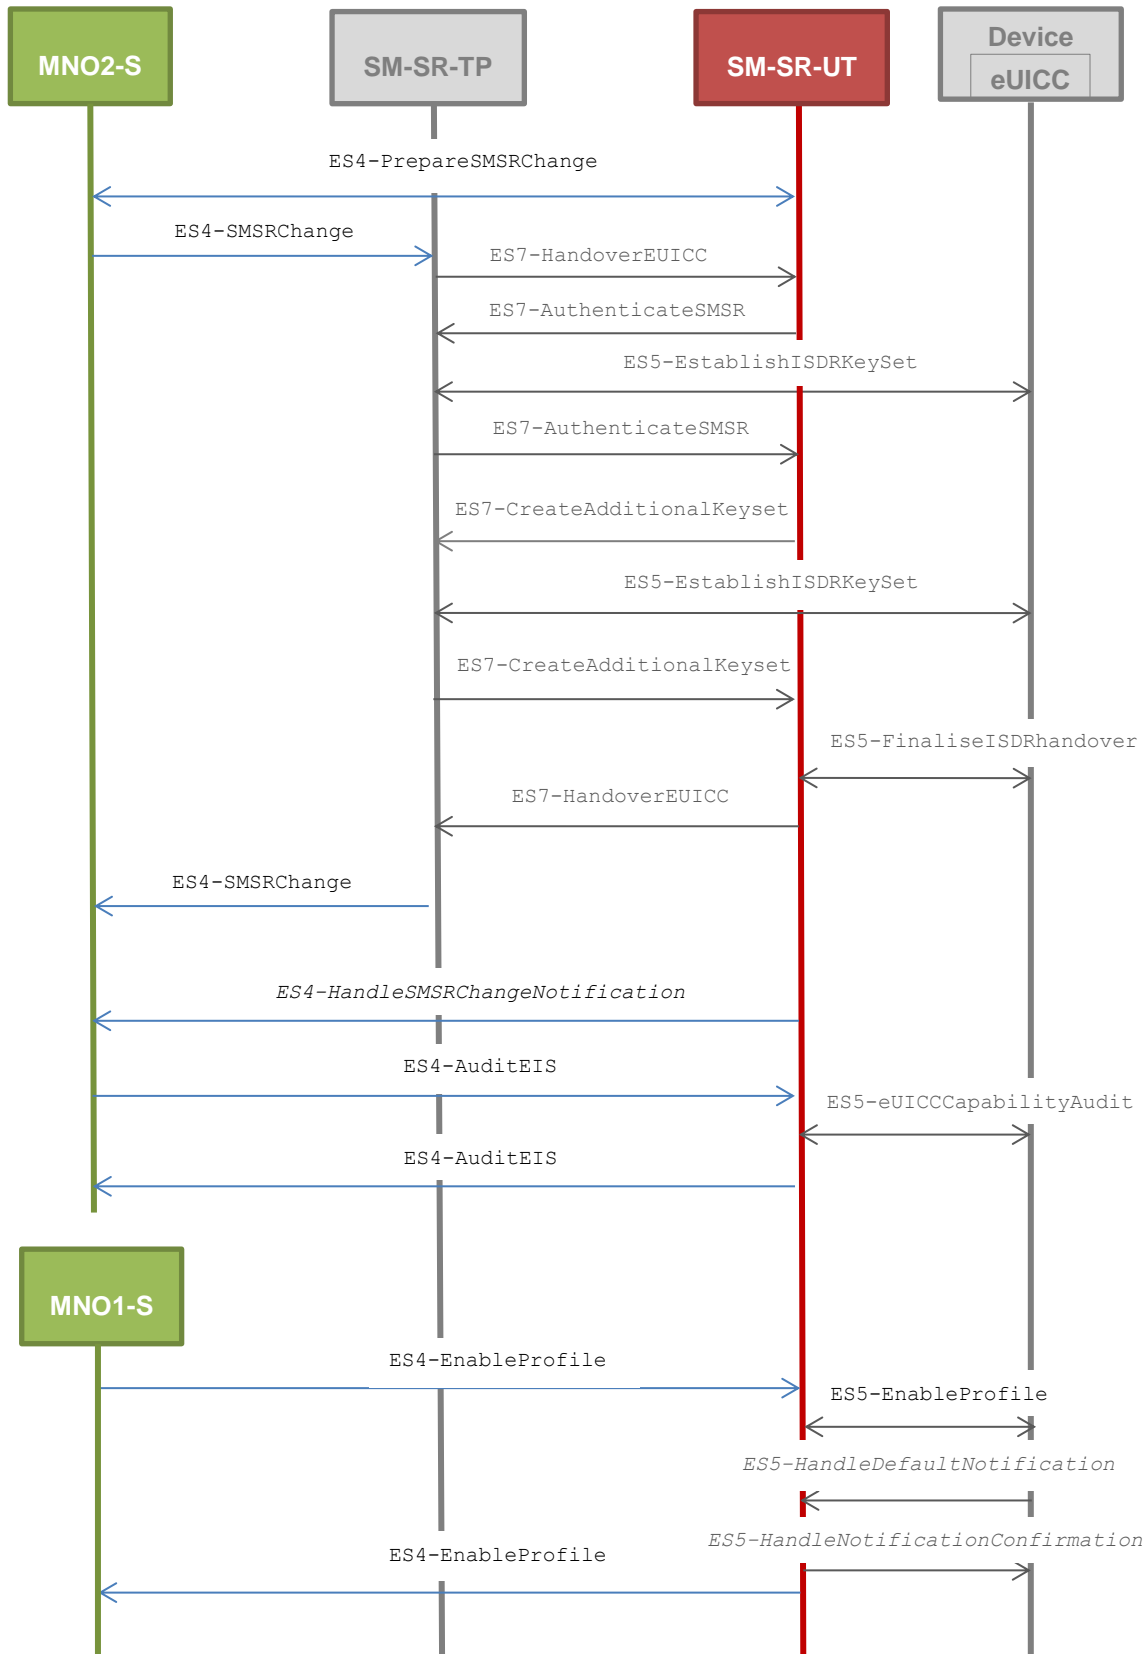 MNO2-S
SM-SR-TP
SM-SR-UT
Device
eUICC
ES4-PrepareSMSRChange
ES4-SMSRChange
ES7-HandoverEUICC
ES7-AuthenticateSMSR
ES5-EstablishISDRKeySet
ES7-AuthenticateSMSR
ES7-CreateAdditionalKeyset
ES5-EstablishISDRKeySet
ES7-CreateAdditionalKeyset
ES5-FinaliseISDRhandover
ES7-HandoverEUICC
ES4-SMSRChange
ES4-HandleSMSRChangeNotification
ES4-AuditEIS
ES5-eUICCCapabilityAudit
ES4-AuditEIS
MNO1-S
ES4-EnableProfile
ES5-EnableProfile
ES5-HandleDefaultNotification
ES5-HandleNotificationConfirmation
ES4-EnableProfile